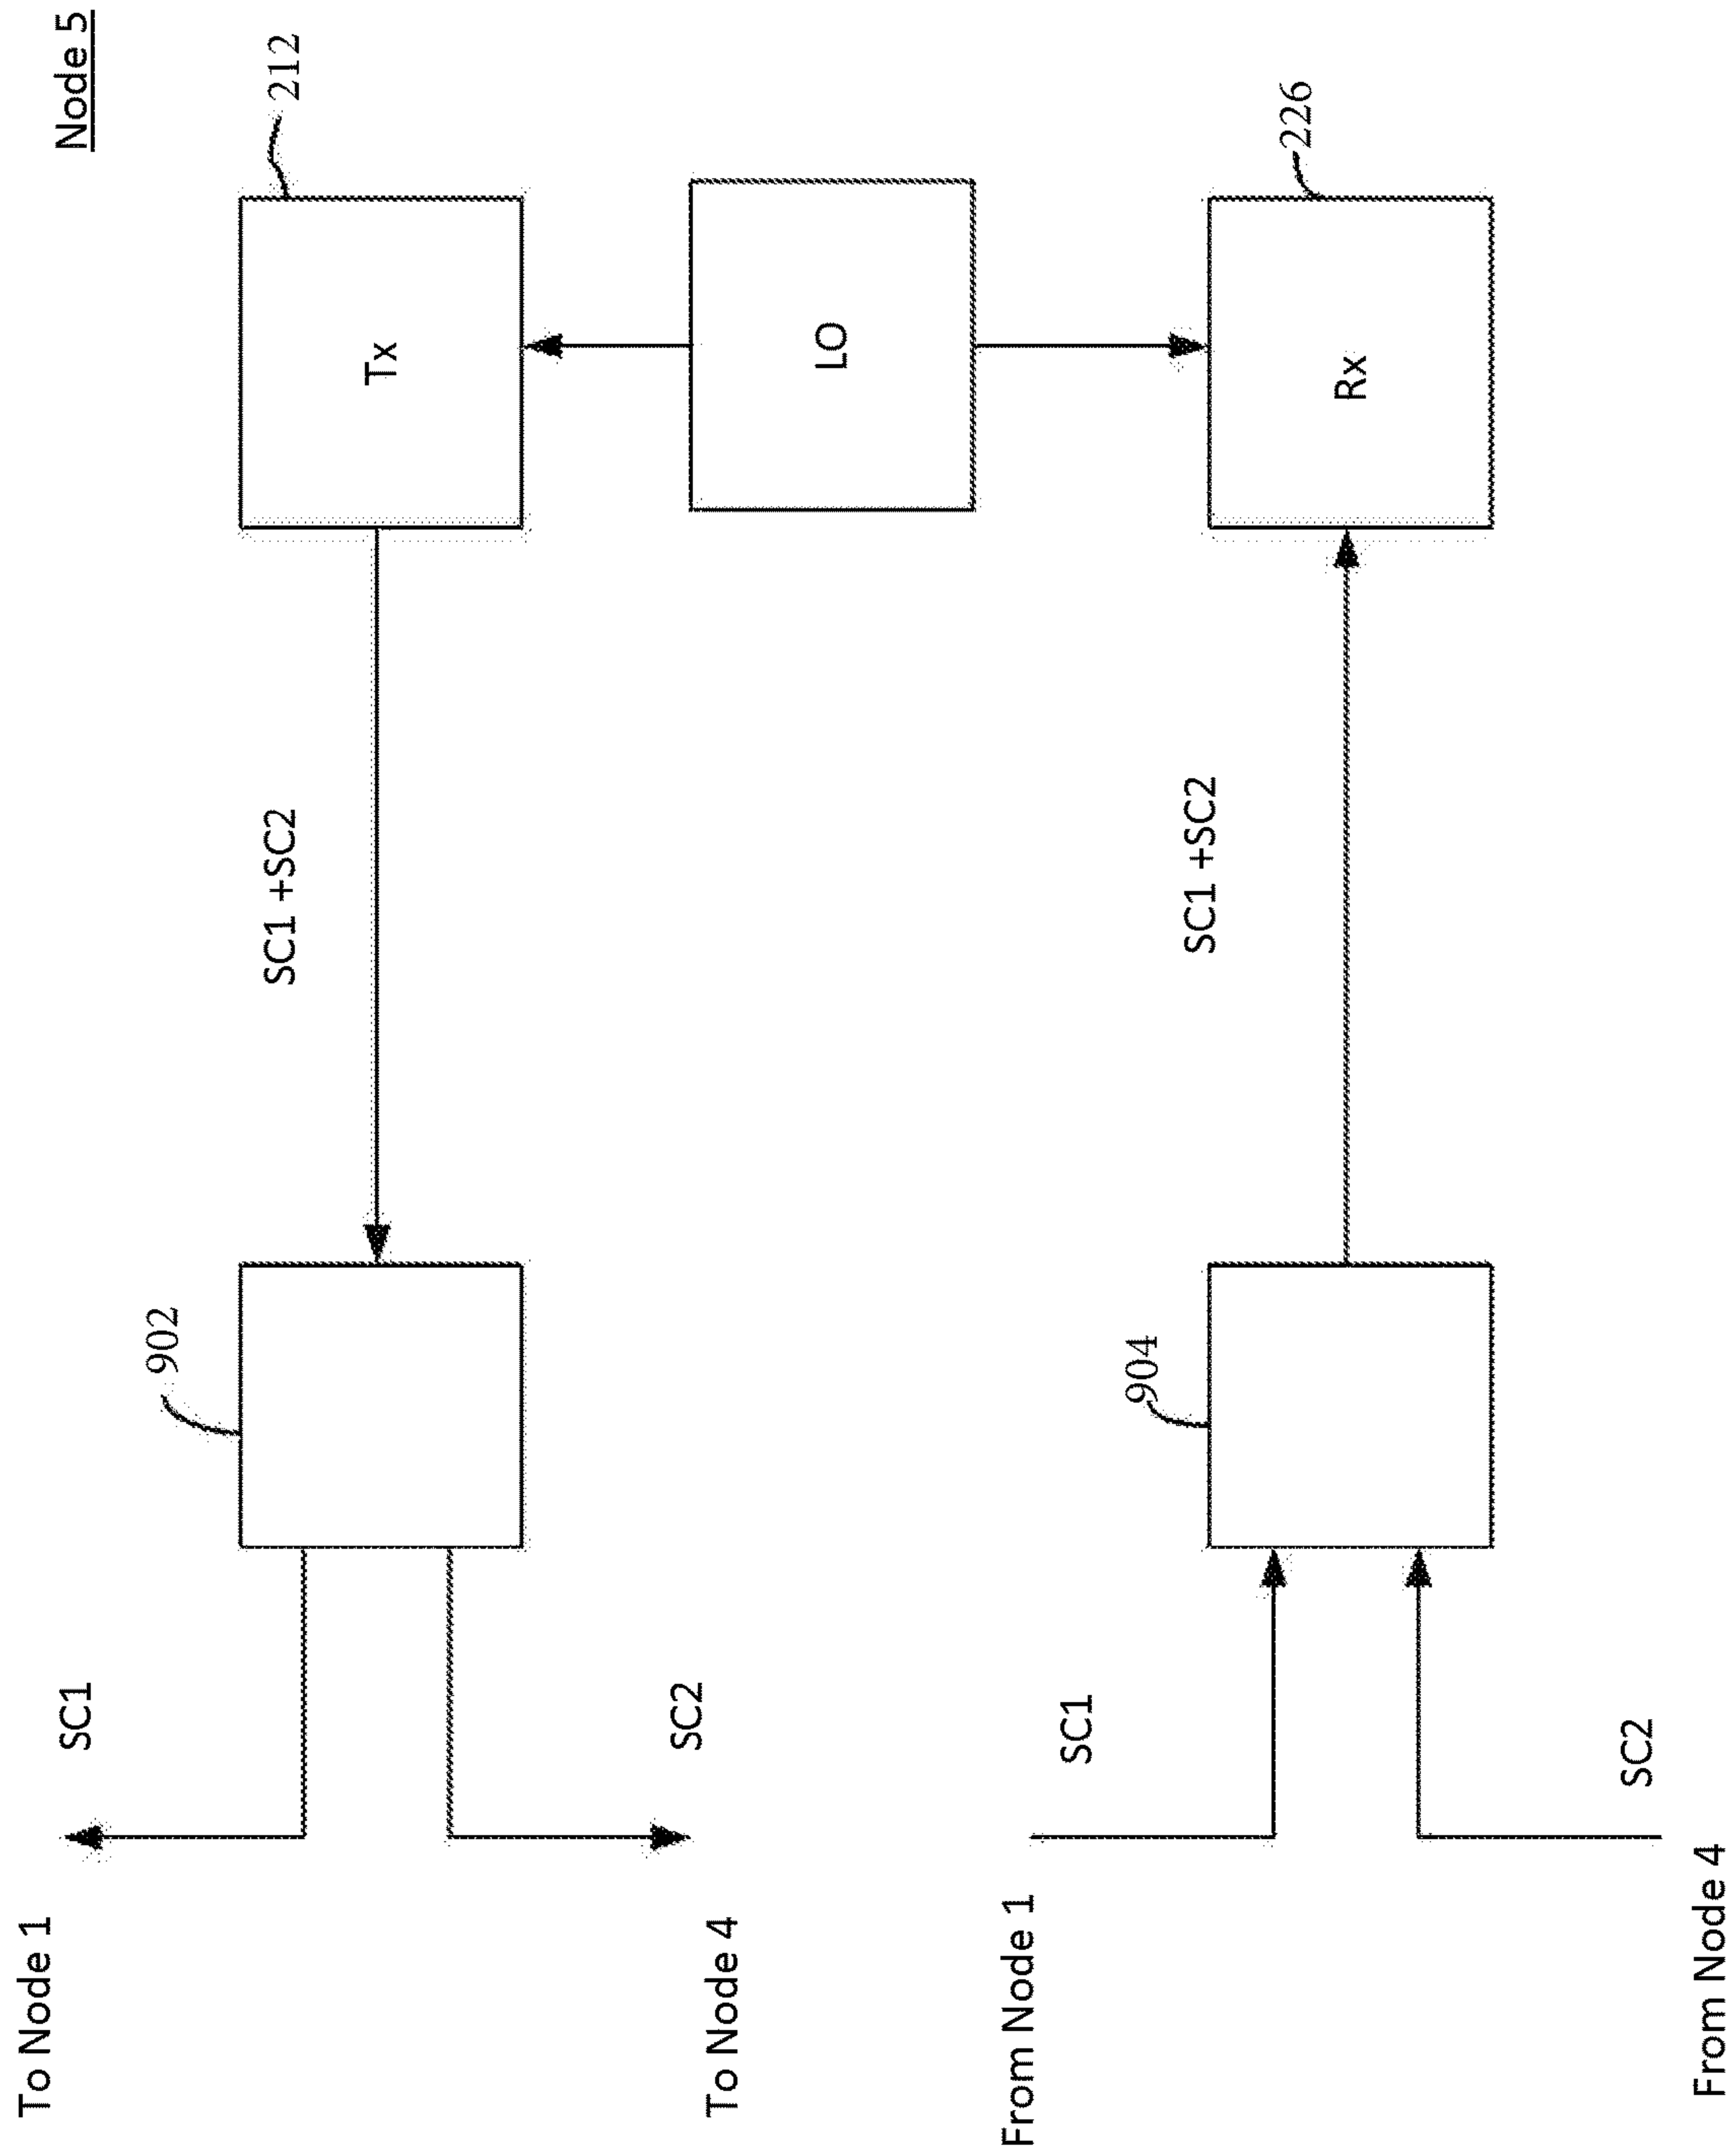 Node 5
To Node 1
SC1
902
SC1 +SC2
Tx
212
To Node 4
SC2
LO
From Node 1
SC1
904
SC1 +SC2
Rx
226
From Node 4
SC2